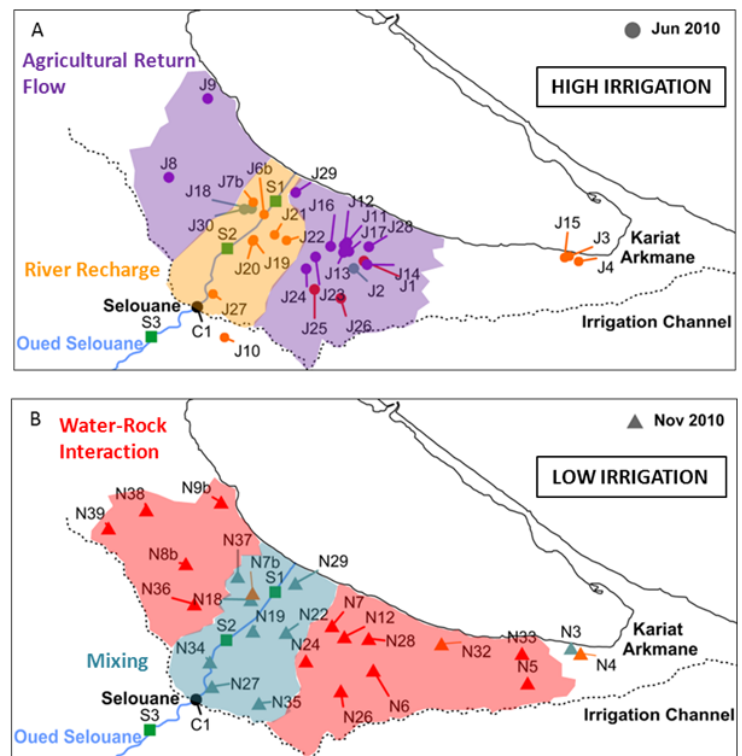 A
Jun 2010
Agricultural Return
Flow
HIGH IRRIGATION
J9
J8
J6b
J7b
J18
S1
J29
J12
J16
J11
J21
J17
J28
J30
S2
J22
J15
J3
Kariat
Arkmane
J4
J20
J19
J13
J14
J2
J1
River Recharge
J24
J23
Selouane
J27
J25
J26
Irrigation Channel
S3
C1
Oued Selouane
J10
B
Nov 2010
Water-Rock
Interaction
LOW IRRIGATION
N38
N9b
N39
N37
N7b
N29
N8b
S1
N36
N18
N7
N19
N22
N12
S2
N28
N33
N3
Kariat
Arkmane
N24
N32
N4
N34
Mixing
N5
N27
N35
N26
N6
Selouane
S3
C1
Irrigation Channel
Oued Selouane